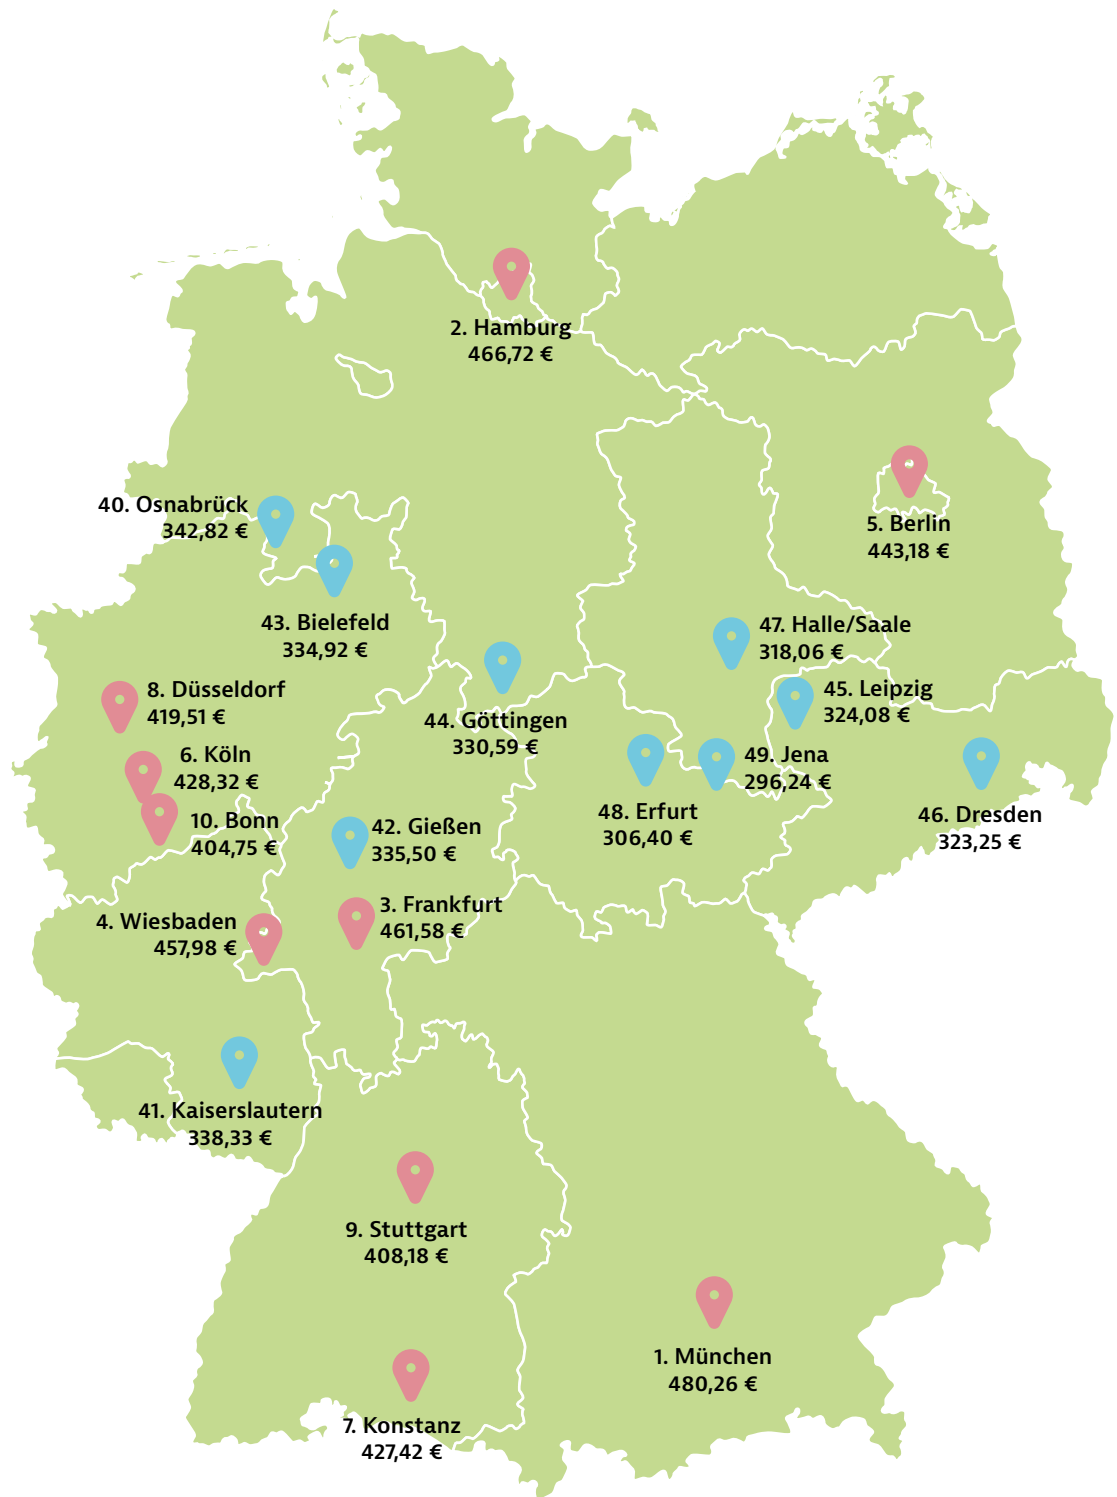 2. Hamburg
466,72 €
5. Berlin
443,18 €
40. Osnabrück
342,82 €
43. Bielefeld
334,92 €
47. Halle/Saale
318,06 €
8. Düsseldorf
419,51 €
45. Leipzig
324,08 €
44. Göttingen
330,59 €
6. Köln
428,32 €
49. Jena
296,24 €
48. Erfurt
306,40 €
46. Dresden
323,25 €
10. Bonn
404,75 €
42. Gießen
335,50 €
3. Frankfurt
461,58 €
4. Wiesbaden
457,98 €
41. Kaiserslautern
338,33 €
9. Stuttgart
408,18 €
1. München
480,26 €
7. Konstanz
427,42 €